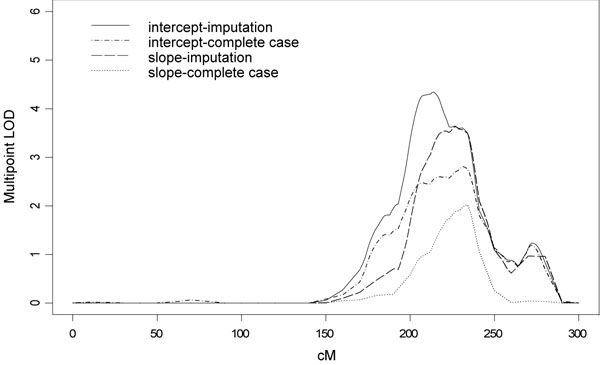 6
5
4
3
2
1
0
Multipoint LOD
intercept-imputation
intercept-complete case
slope-imputation
slope-complete case
0 50 100 150 200 250 300
cM